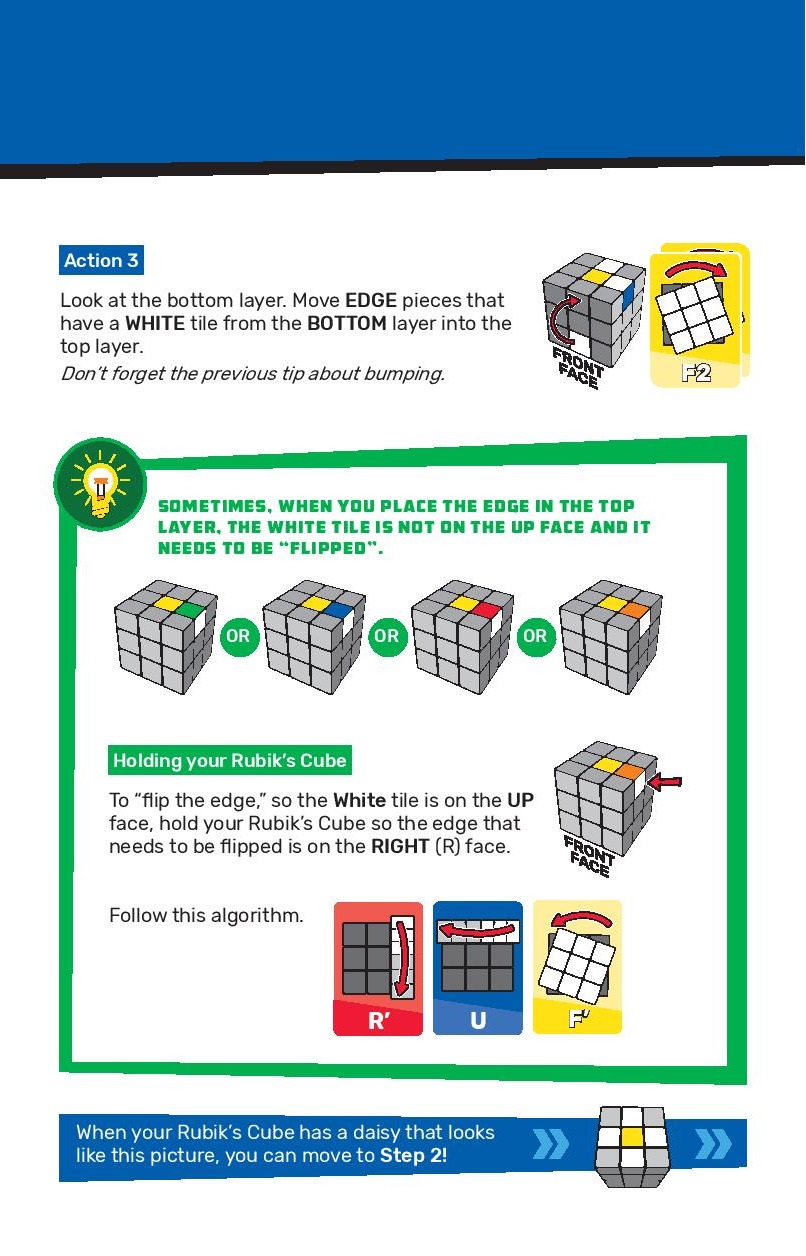 Action 3
Look at the bottom layer. Move EDGE pieces that
have a WHITE tile from the BOTTOM layer into the
top layer.
Don't forget the previous tip about bumping.
FRONT
FACE
F2
SOMETIMES, WHEN YOU PLACE THE EDGE IN THE TOP
LAYER, THE WHITE TILE IS NOT ON THE UP FACE AND IT
NEEDS TO BE “FLIPPED”.
OR
OR
OR
Holding your Rubik's Cube
To “flip the edge,” so the White tile is on the UP
face, hold your Rubik's Cube so the edge that
needs to be flipped is on the RIGHT (R) face.
FRONT
FACE
Follow this algorithm.
R’
U
F’
When your Rubik's Cube has a daisy that looks
like this picture, you can move to Step 2!